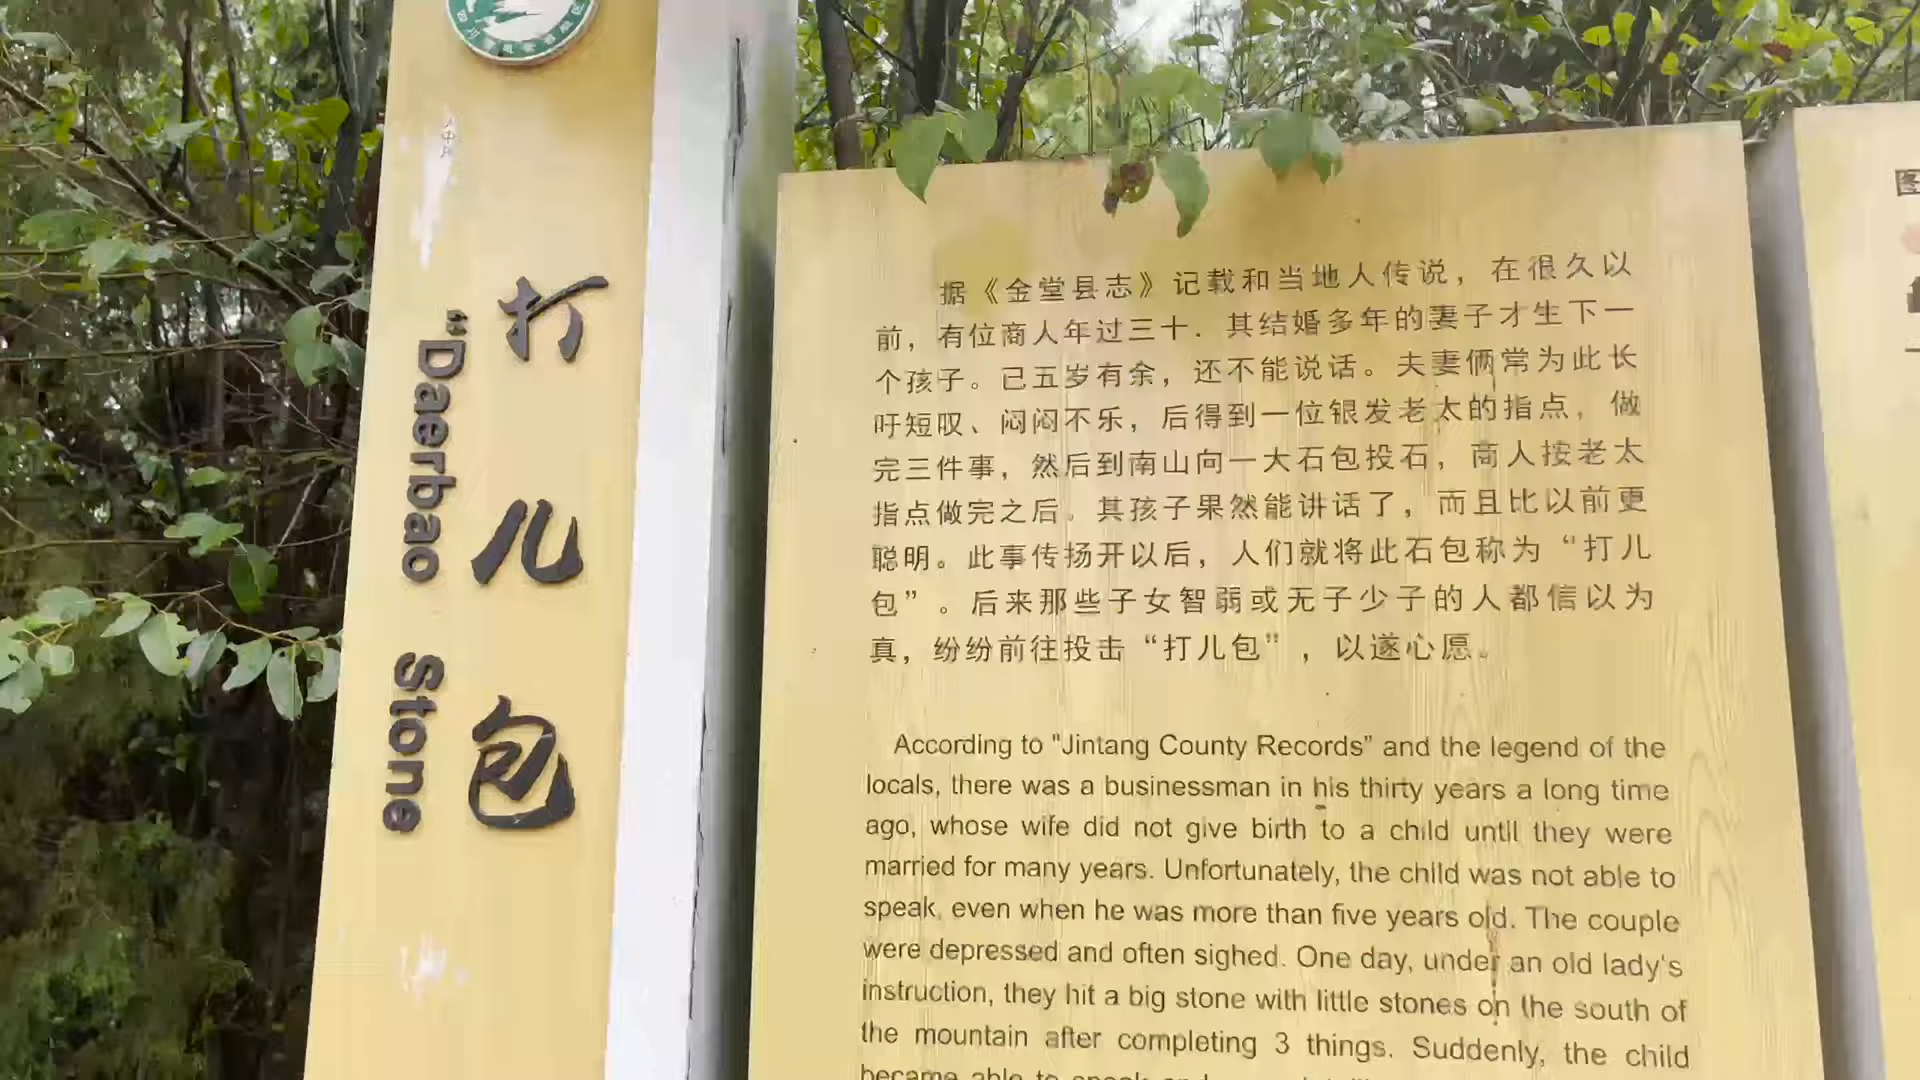 打儿包
"Daerbao Stone
据《金堂县志》记载和当地人传说，在很久以
前，有位商人年过三十．其结婚多年的妻子才生下一
个孩子。已五岁有余，还不能说话。夫妻俩常为此长
吁短叹、闷闷不乐，后得到一位银发老太的指点，做
完三件事，然后到南山向一大石包投石，商人按老太
指点做完之后。其孩子果然能讲话了，而且比以前更
聪明。此事传扬开以后，人们就将此石包称为“打儿
包”。后来那些子女智弱或无子少子的人都信以为
真，纷纷前往投击“打儿包”，以遂心愿。
According to "Jintang County Records" and the legend of the
locals, there was a businessman in his thirty years a long time
ago, whose wife did not give birth to a child until they were
married for many years. Unfortunately, the child was not able to
speak, even when he was more than five years old. The couple
were depressed and often sighed. One day, under an old lady's
instruction, they hit a big stone with little stones on the south of
the mountain after completing 3 things. Suddenly, the child
became able to speak and